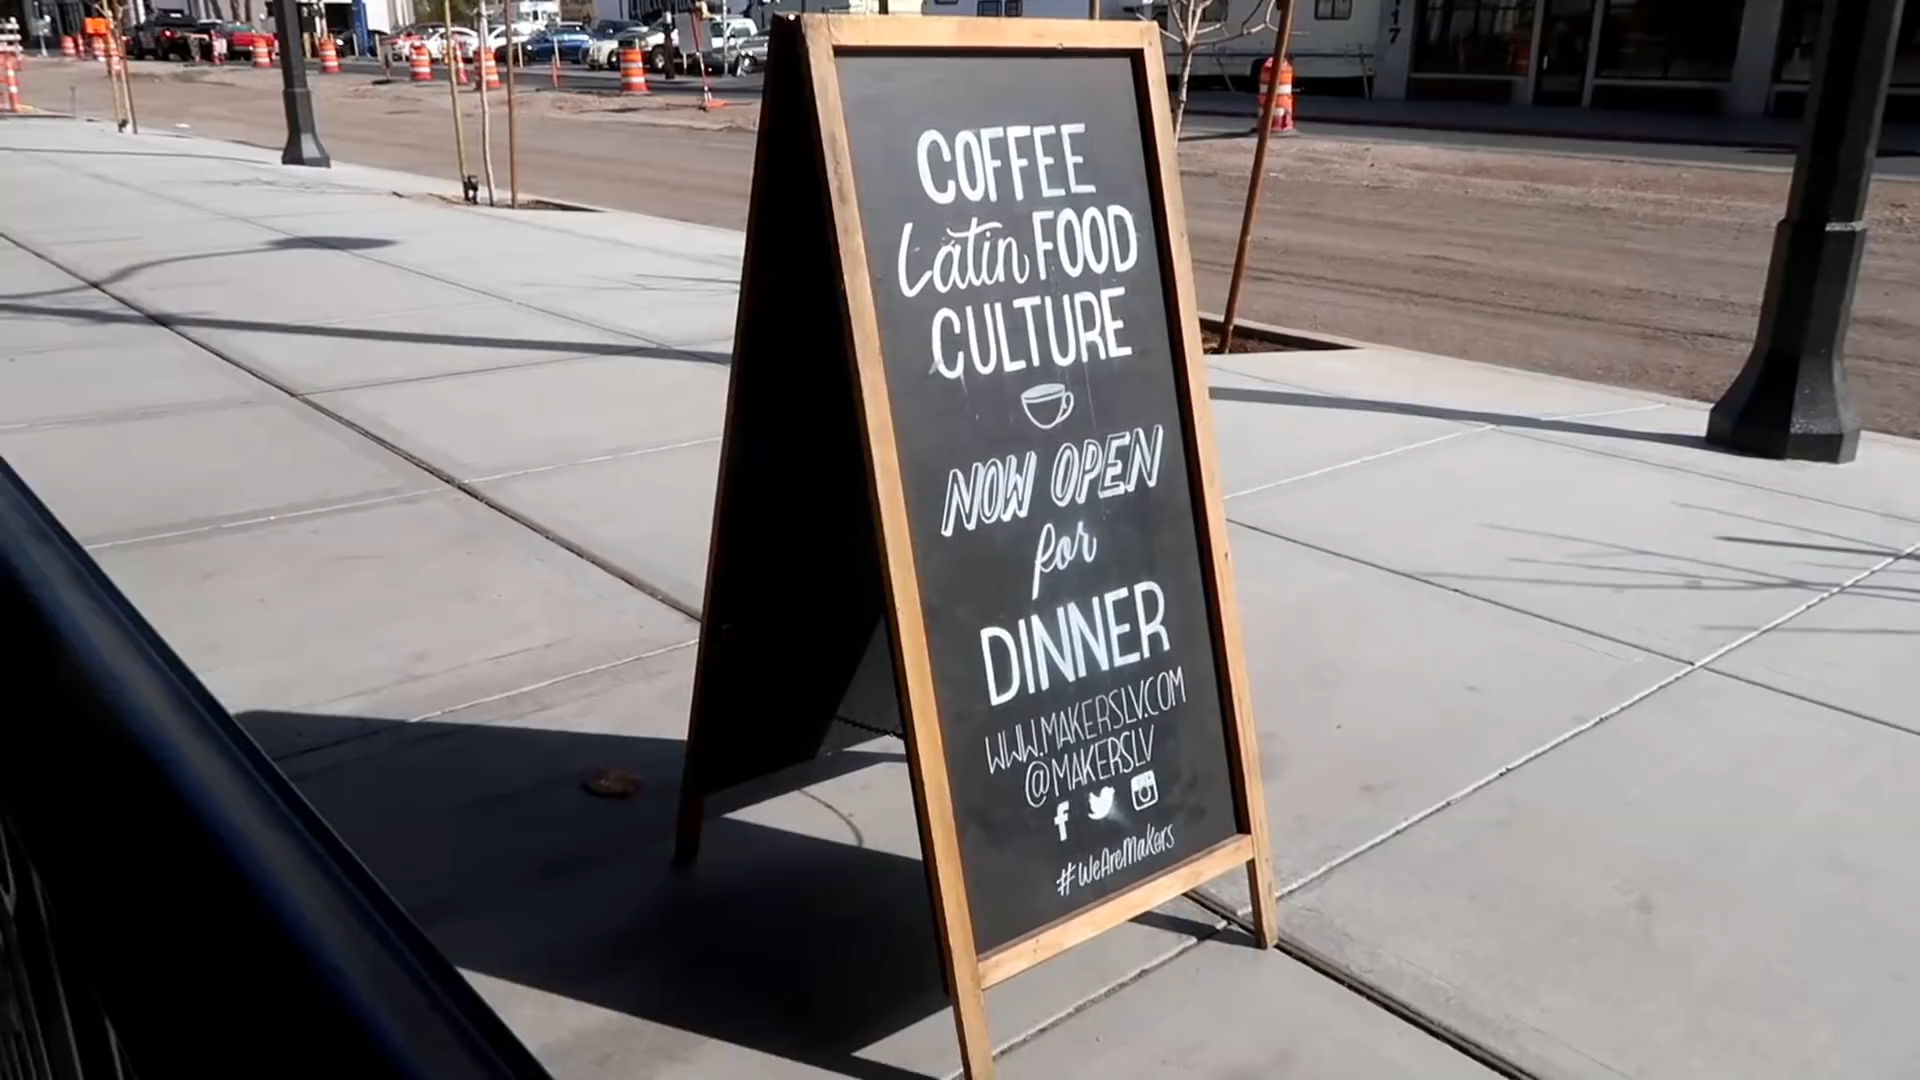 COFFEE
Latin FOOD
CULTURE
NOW OPEN
for
DINNER
WWW.MAKERSLV.COM
@MAKERSLV
#WeAreMakers